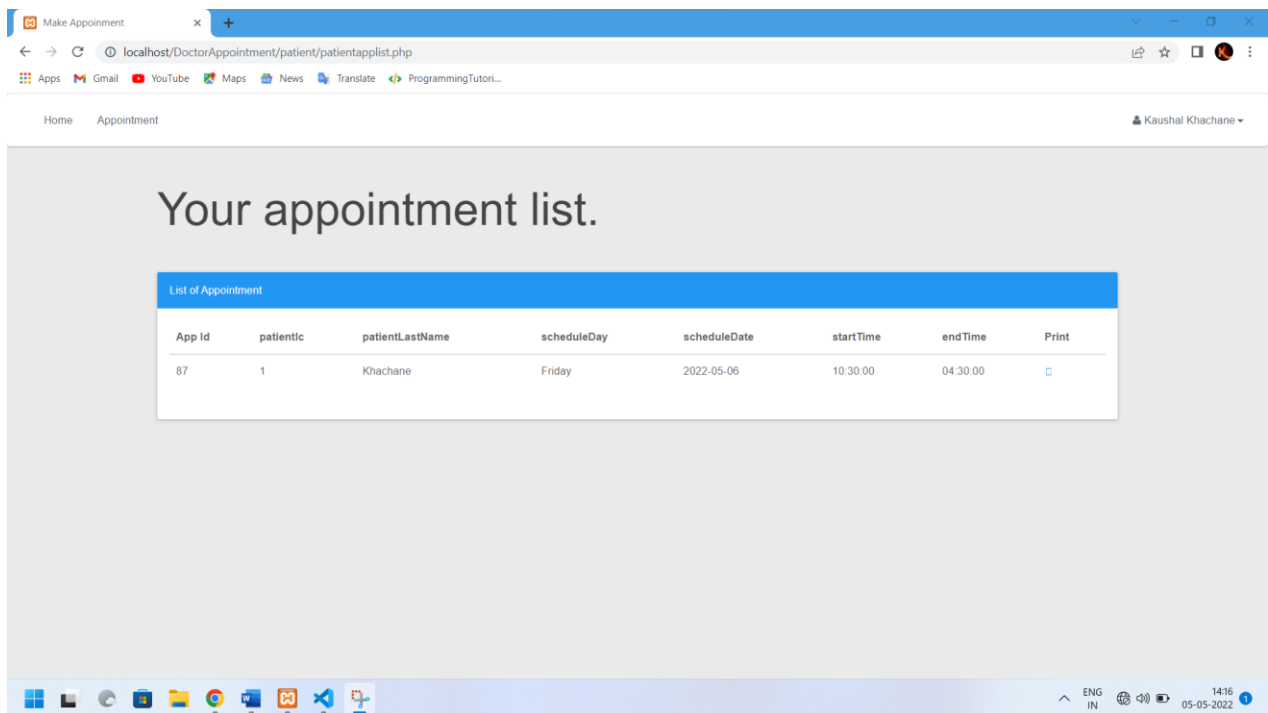 Make Appoinment
localhost/DoctorAppointment/patient/patientapplist.php
Apps Gmail YouTube Maps News Translate ProgrammingTutori...
Home Appointment Kaushal Khachane
Your appointment list.
List of Appointment
App Id patientIc patientLastName scheduleDay scheduleDate startTime endTime Print
87 1 Khachane Friday 2022-05-06 10:30:00 04:30:00
ENG 14:16
IN 05-05-2022 1